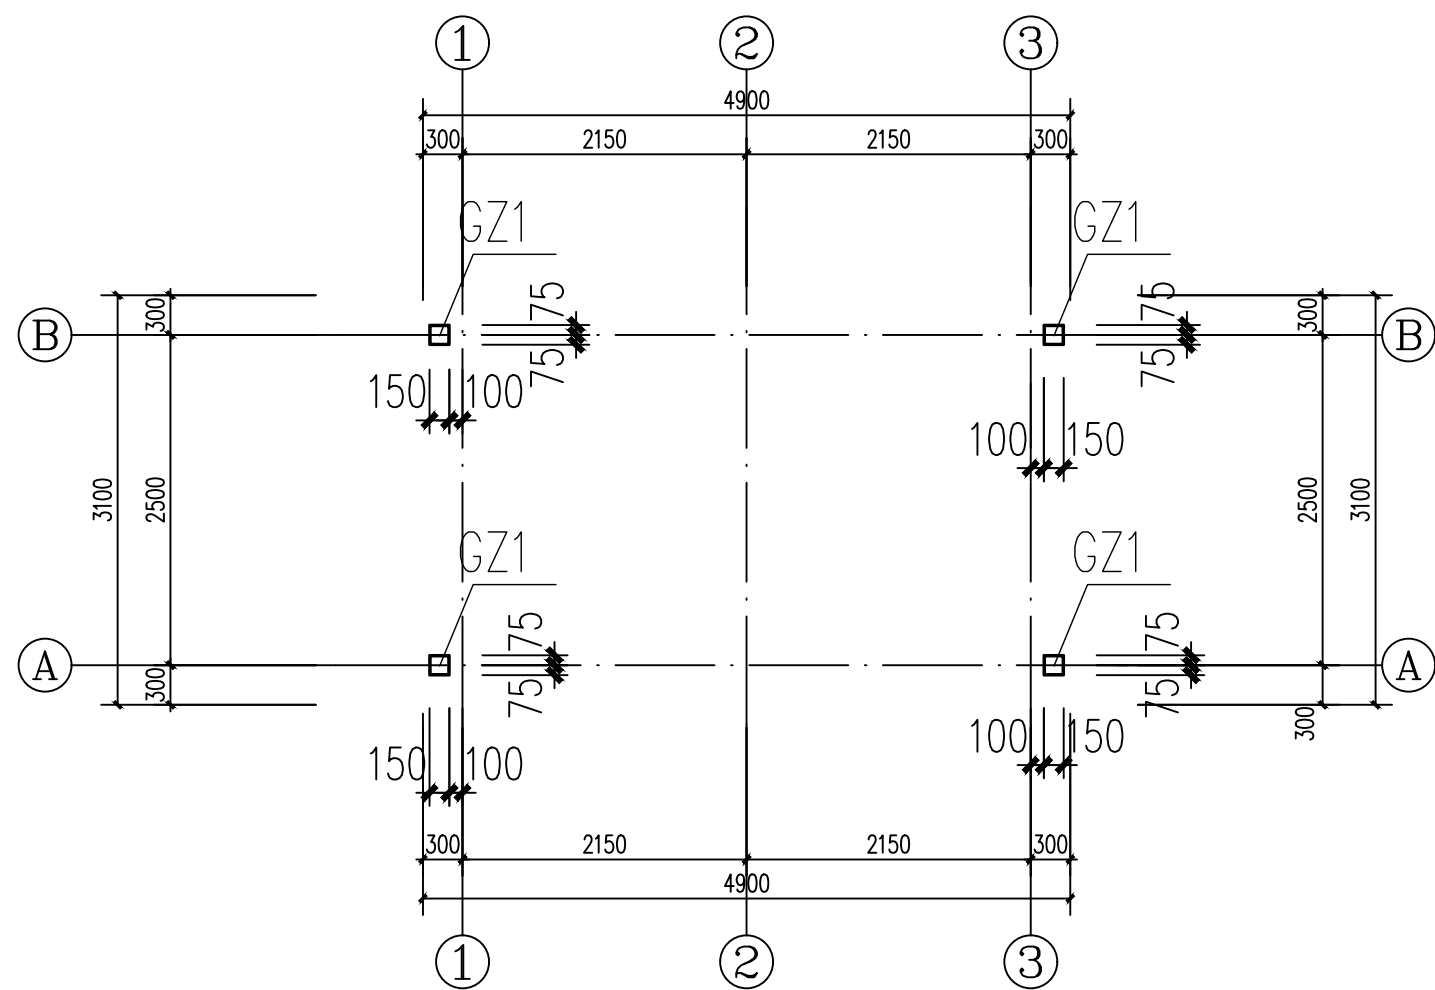 1 2 3
4900
300 2150 2150 300
GZ1 GZ1
300 75 75 300
B B
75 75
150 100
100 150
3100 2500 2500 3100
GZ1 GZ1
75 75
A A
300 75 75 300
150 100 100 150
300 2150 2150 300
4900
1 2 3